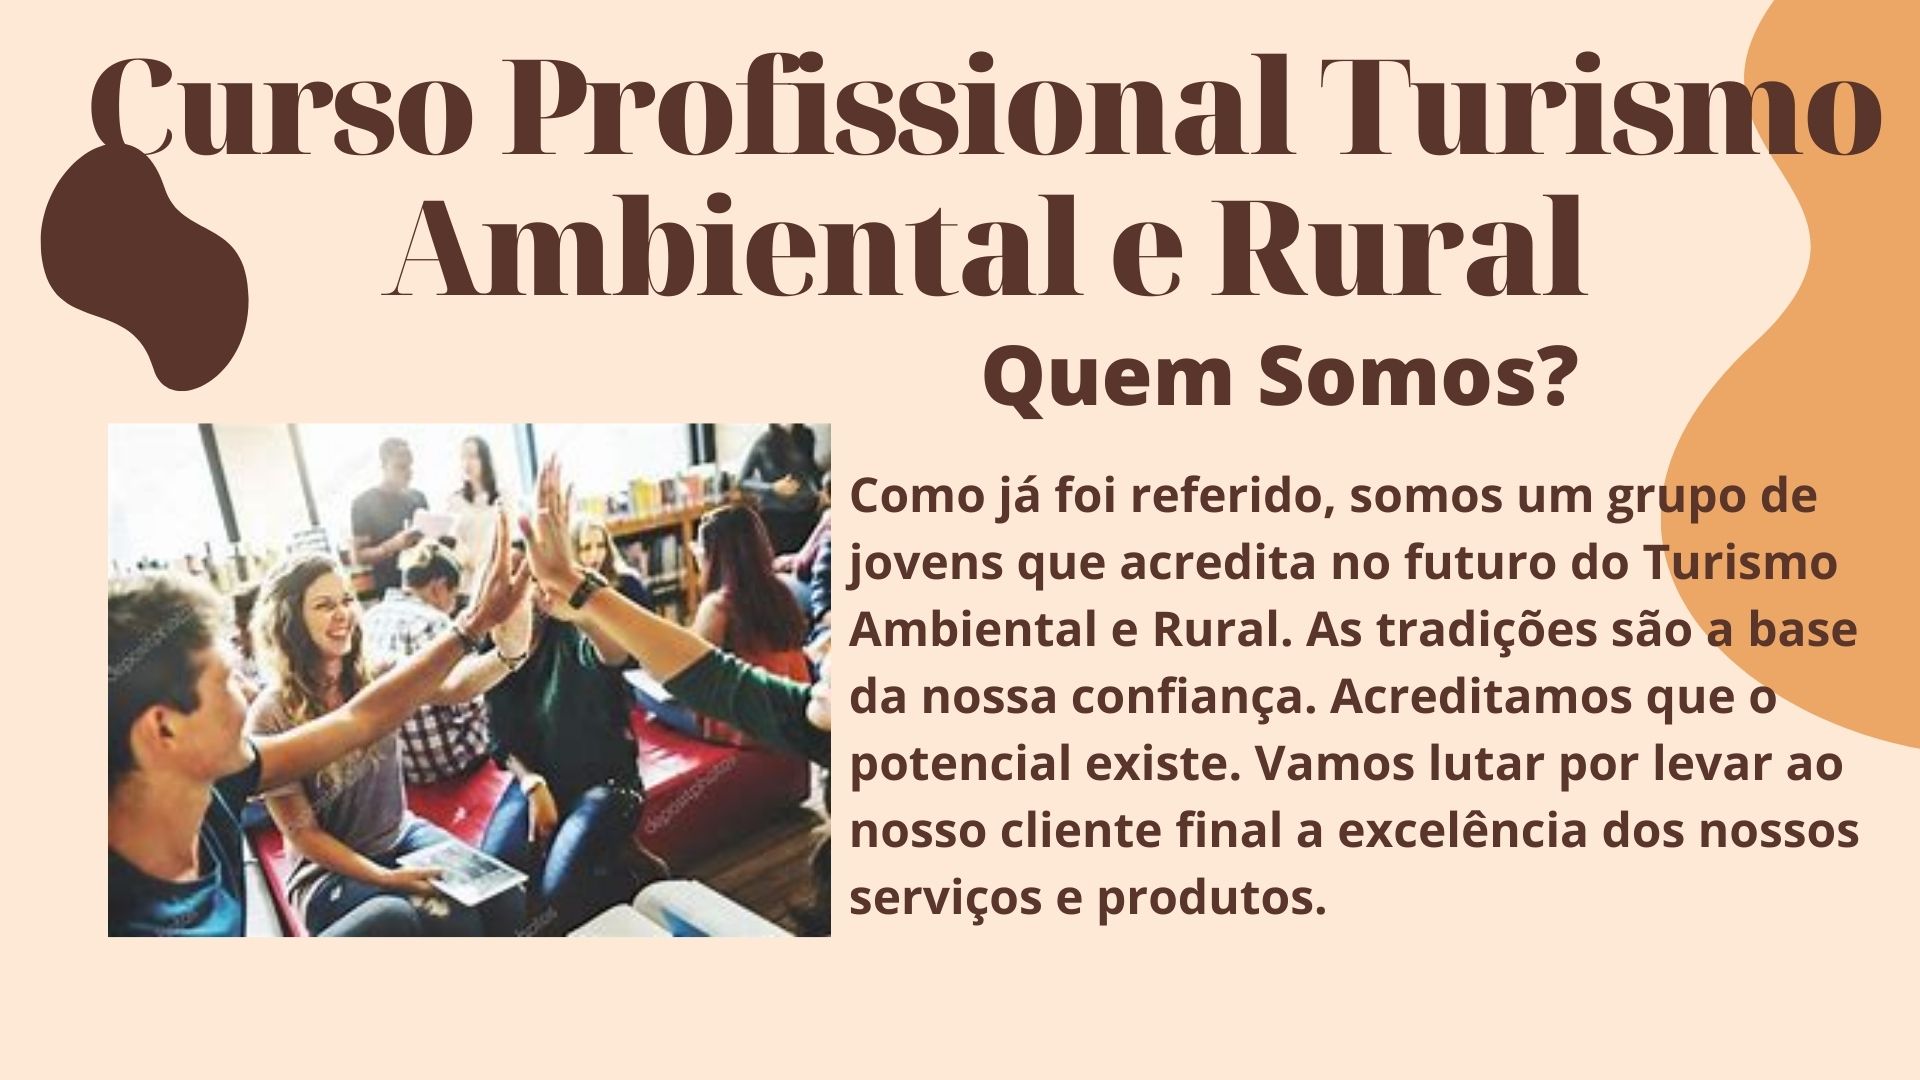 Curso Profissional Turismo
Ambiental e Rural
Quem Somos?
Como já foi referido, somos um grupo de
jovens que acredita no futuro do Turismo
Ambiental e Rural. As tradições são a base
da nossa confiança. Acreditamos que o
potencial existe. Vamos lutar por levar ao
nosso cliente final a excelência dos nossos
serviços e produtos.
depositphotos
depositphotos